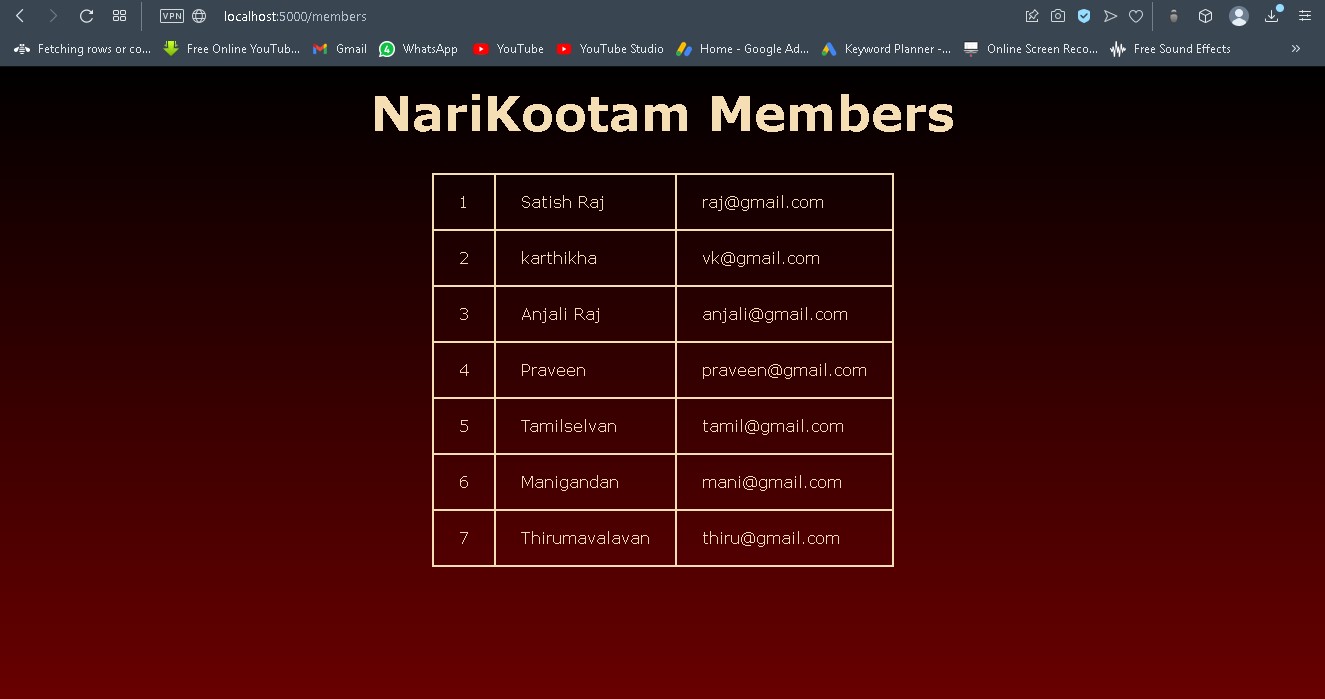 VPN localhost:5000/members
Fetching rows or co... Free Online YouTub... Gmail 4 WhatsApp YouTube YouTube Studio Home - Google Ad... Keyword Planner -... Online Screen Reco... Free Sound Effects »
NariKootam Members
1 Satish Raj raj@gmail.com
2 karthikha vk@gmail.com
3 Anjali Raj anjali@gmail.com
4 Praveen praveen@gmail.com
5 Tamilselvan tamil@gmail.com
6 Manigandan mani@gmail.com
7 Thirumavalavan thiru@gmail.com